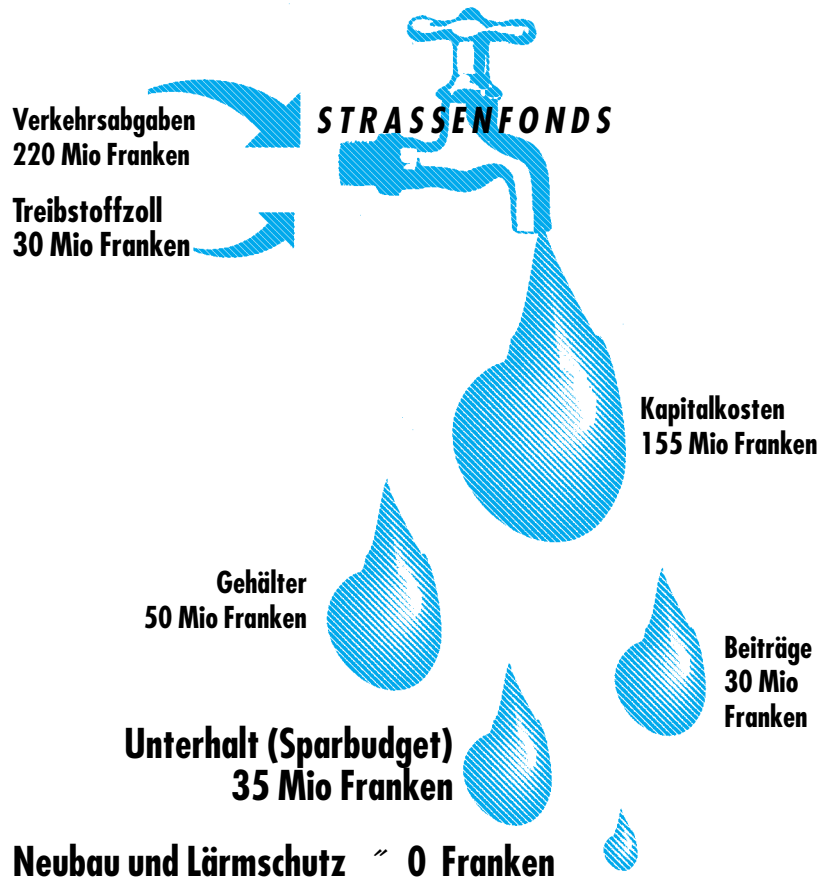 STRASSENFONDS
Verkehrsabgaben
220 Mio Franken
Treibstoffzoll
30 Mio Franken
Kapitalkosten
155 Mio Franken
Gehälter
50 Mio Franken
Beiträge
30 Mio
Franken
Unterhalt (Sparbudget)
35 Mio Franken
Neubau und Lärmschutz ˝ 0 Franken